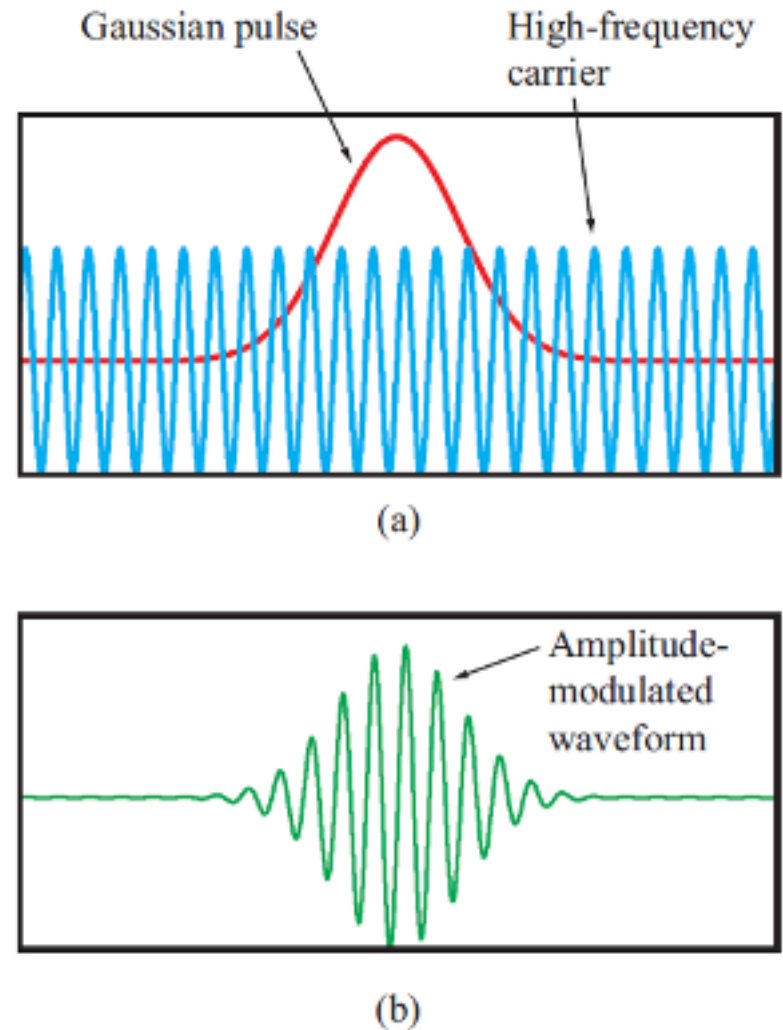 Gaussian pulse
High-frequency
carrier
(a)
Amplitude-
modulated
waveform
(b)